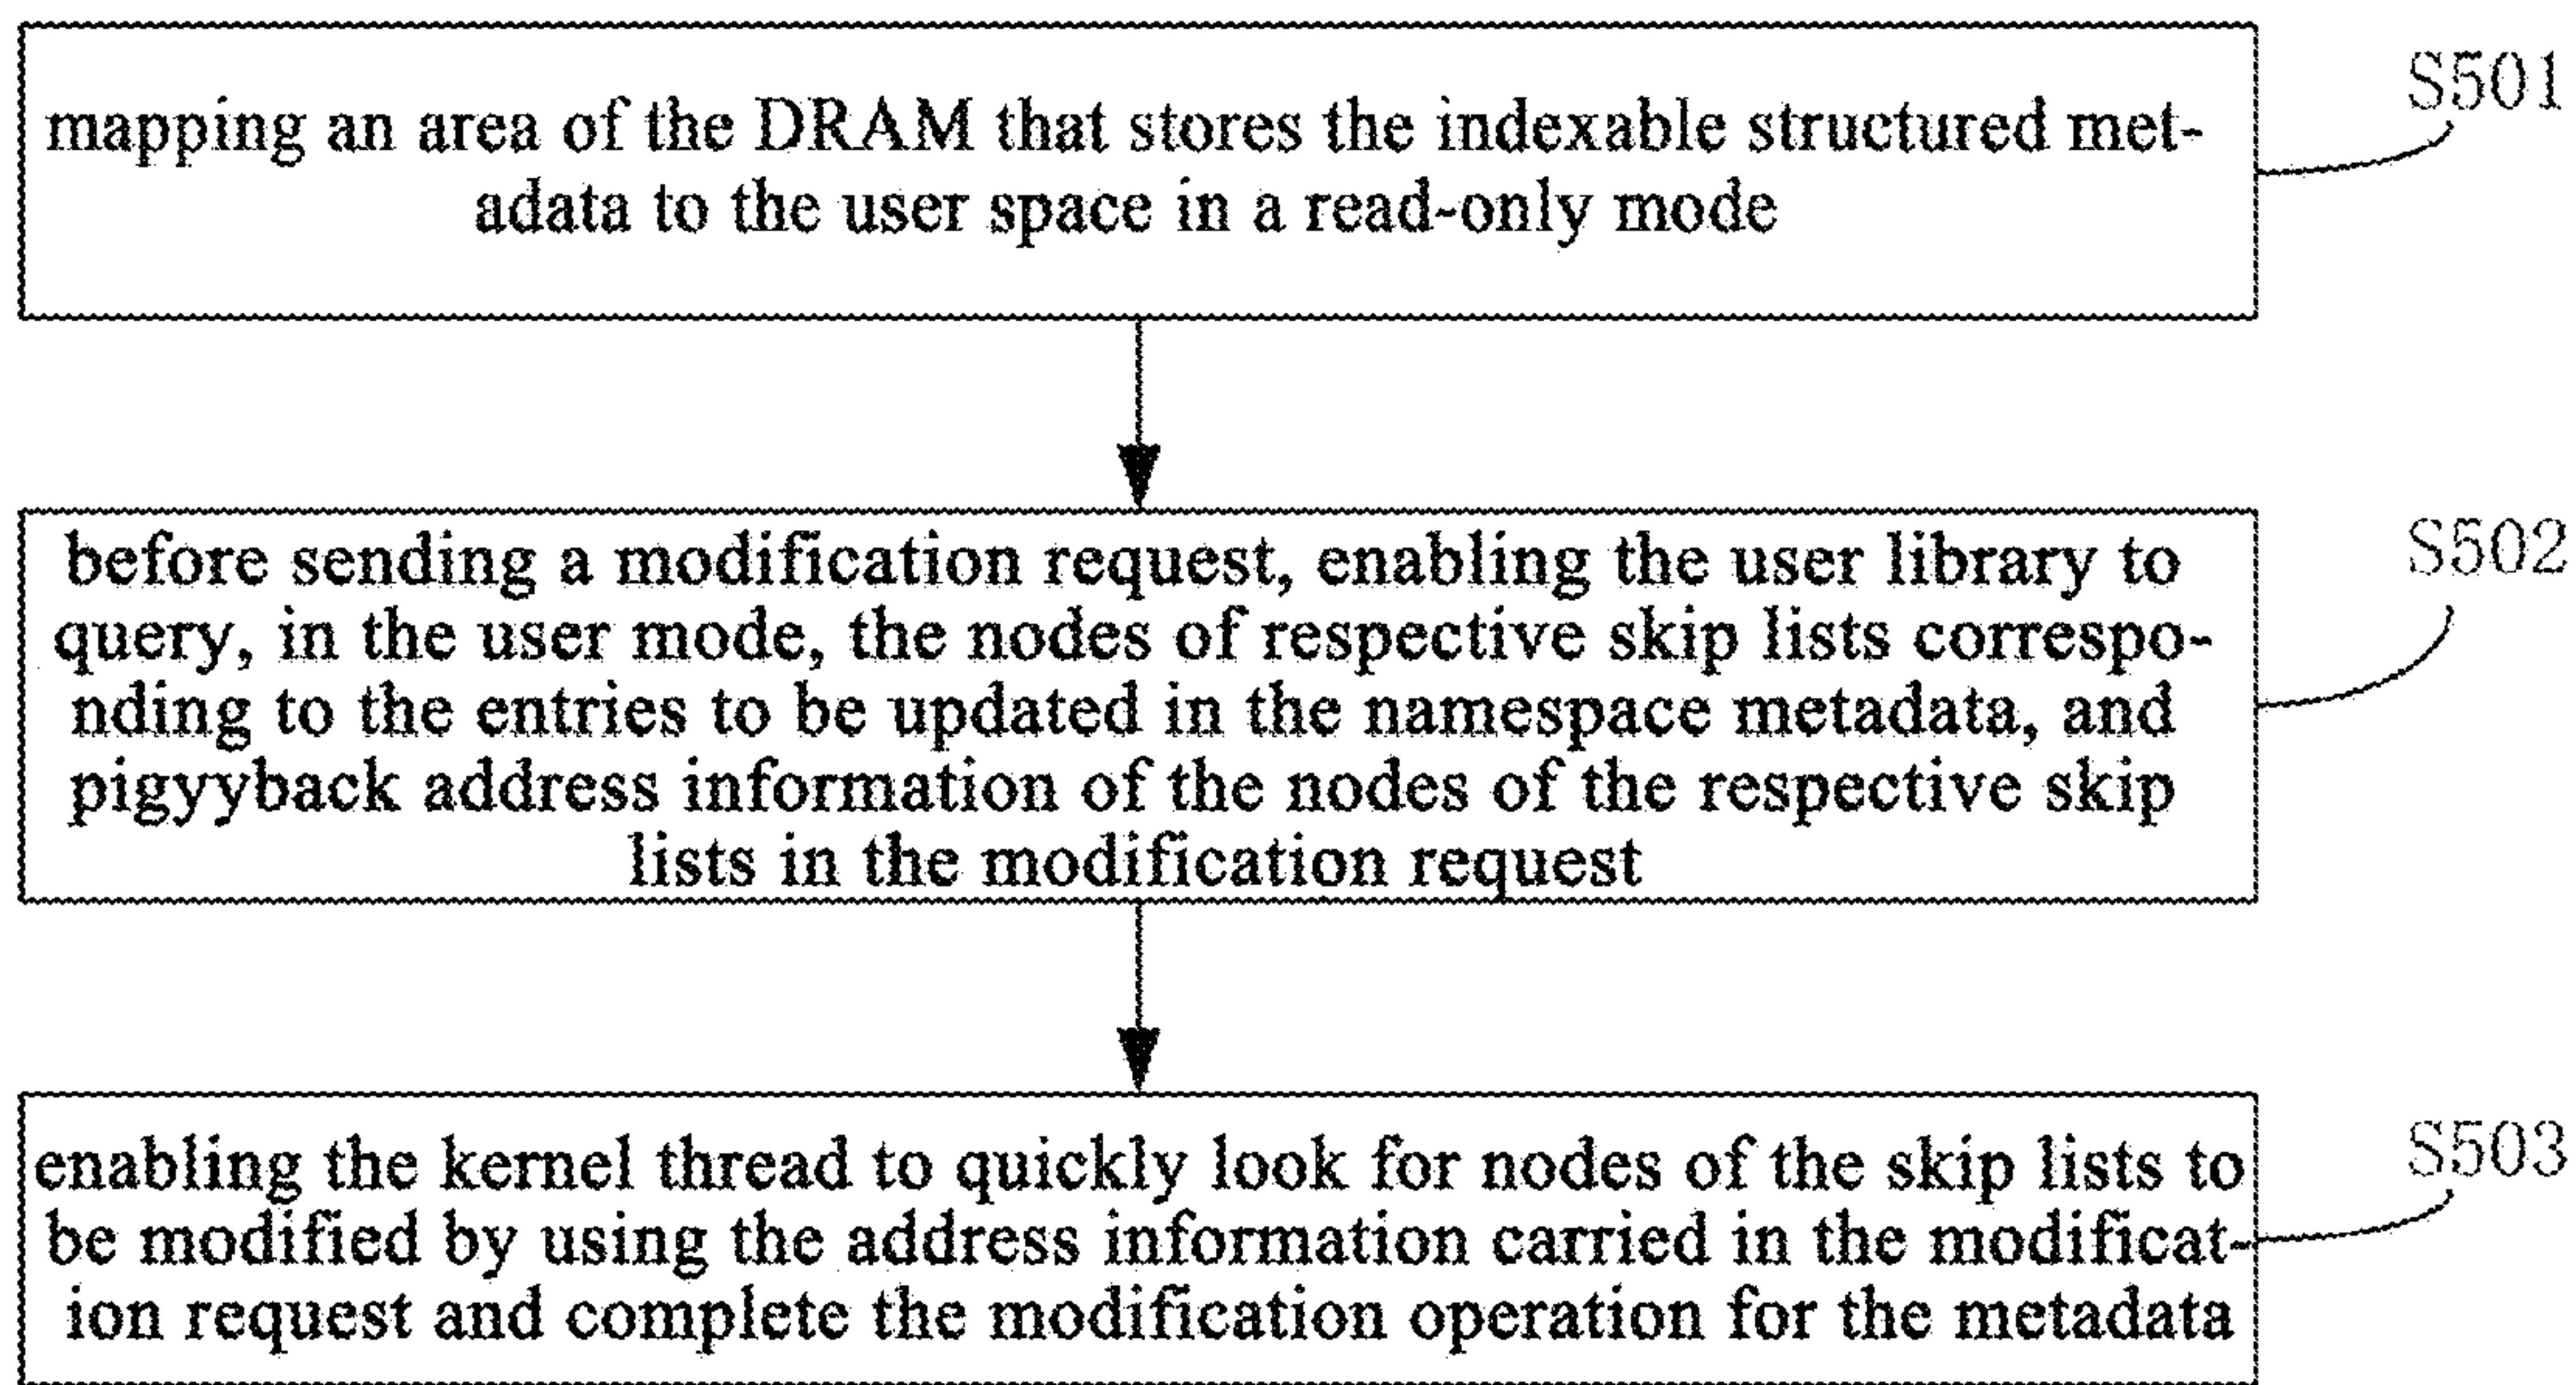 mapping an area of the DRAM that stores the indexable structured met-
adata to the user space in a read-only mode
S501
before sending a modification request, enabling the user library to
query, in the user mode, the nodes of respective skip lists correspo-
nding to the entries to be updated in the namespace metadata, and
pigyyback address information of the nodes of the respective skip
lists in the modification request
S502
enabling the kernel thread to quickly look for nodes of the skip lists to
be modified by using the address information carried in the modificat-
ion request and complete the modification operation for the metadata
S503